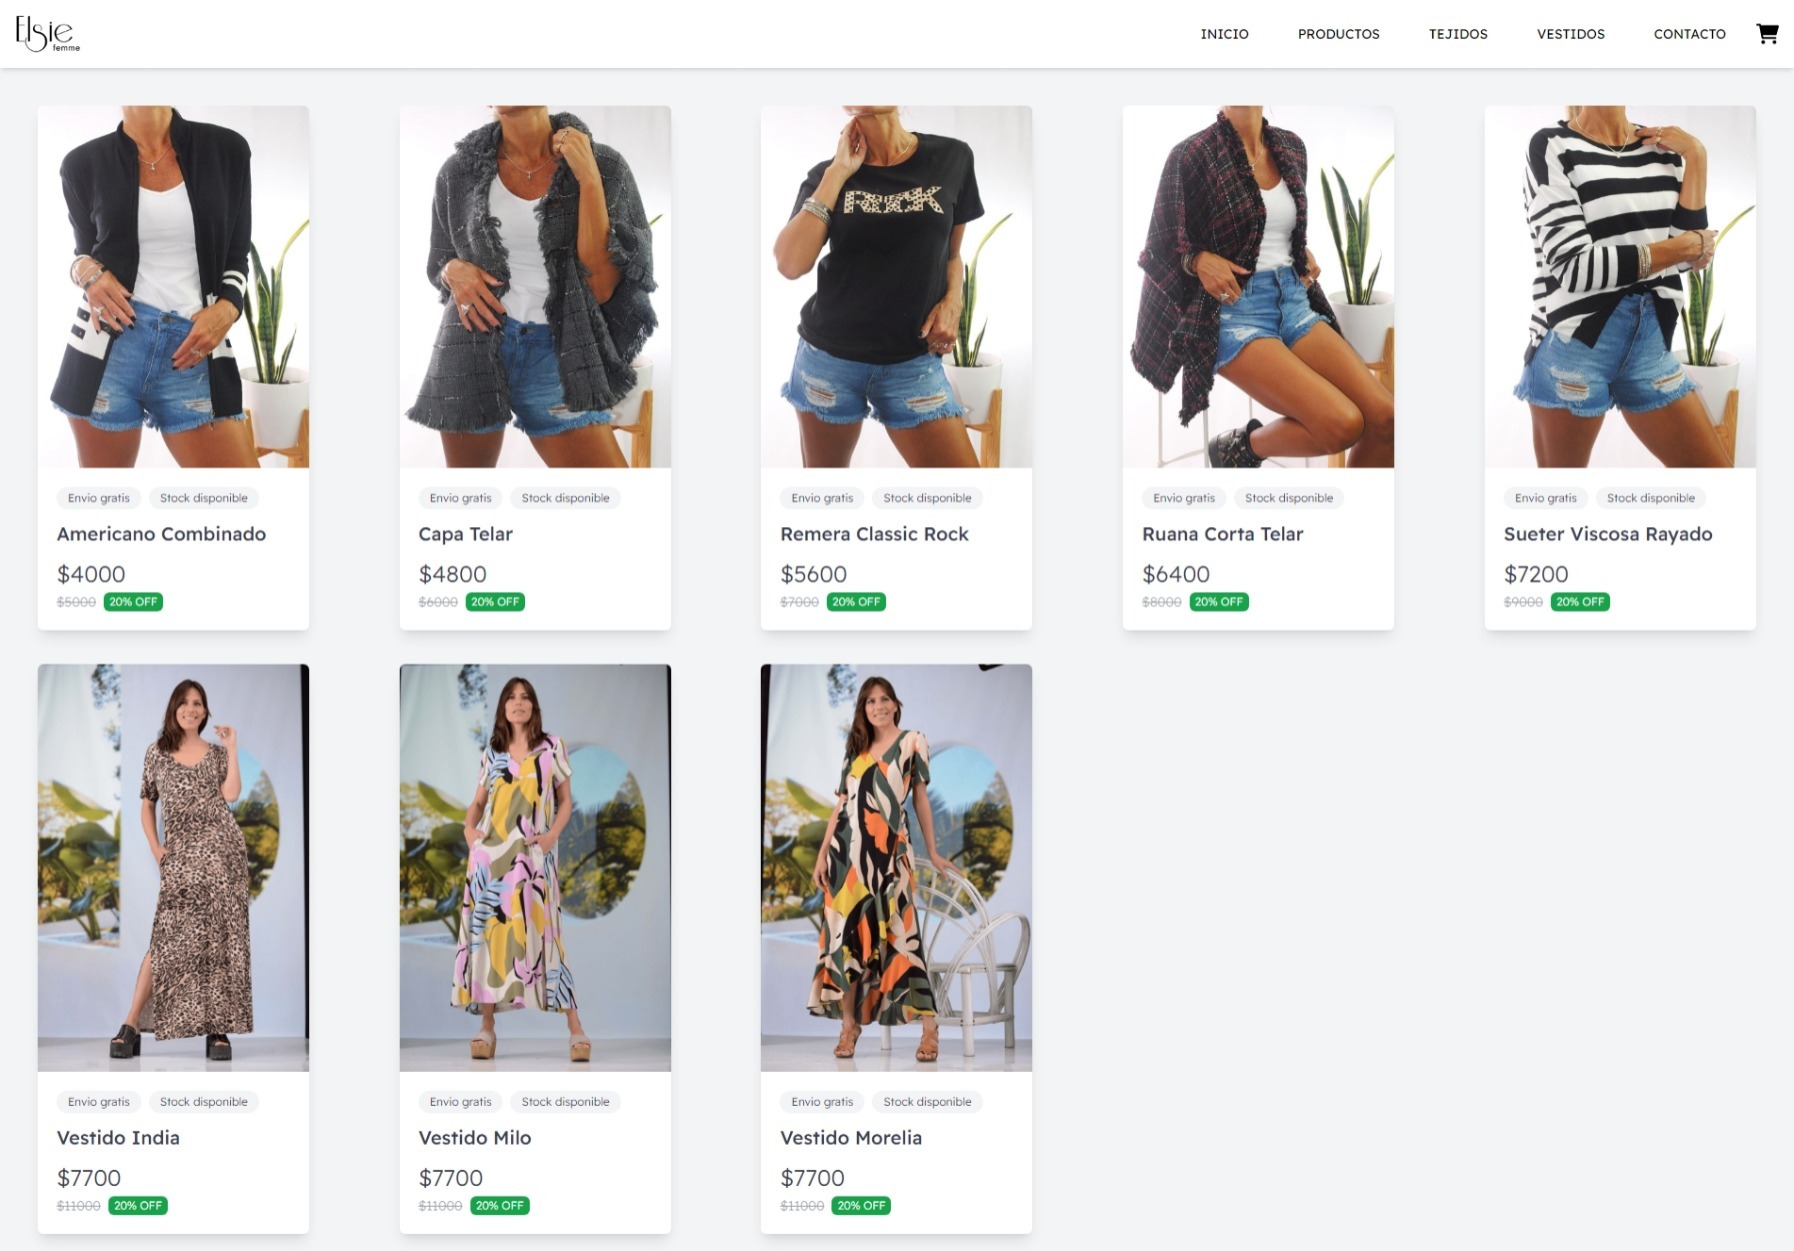 Elsie
femme
INICIO PRODUCTOS TEJIDOS VESTIDOS CONTACTO
ROCK
Envio gratis Stock disponible
Americano Combinado
$4000
$5000 20% OFF
Envio gratis Stock disponible
Capa Telar
$4800
$6000 20% OFF
Envio gratis Stock disponible
Remera Classic Rock
$5600
$7000 20% OFF
Envio gratis Stock disponible
Ruana Corta Telar
$6400
$8000 20% OFF
Envio gratis Stock disponible
Sueter Viscosa Rayado
$7200
$9000 20% OFF
Envio gratis Stock disponible
Vestido India
$7700
$11000 20% OFF
Envio gratis Stock disponible
Vestido Milo
$7700
$11000 20% OFF
Envio gratis Stock disponible
Vestido Morelia
$7700
$11000 20% OFF